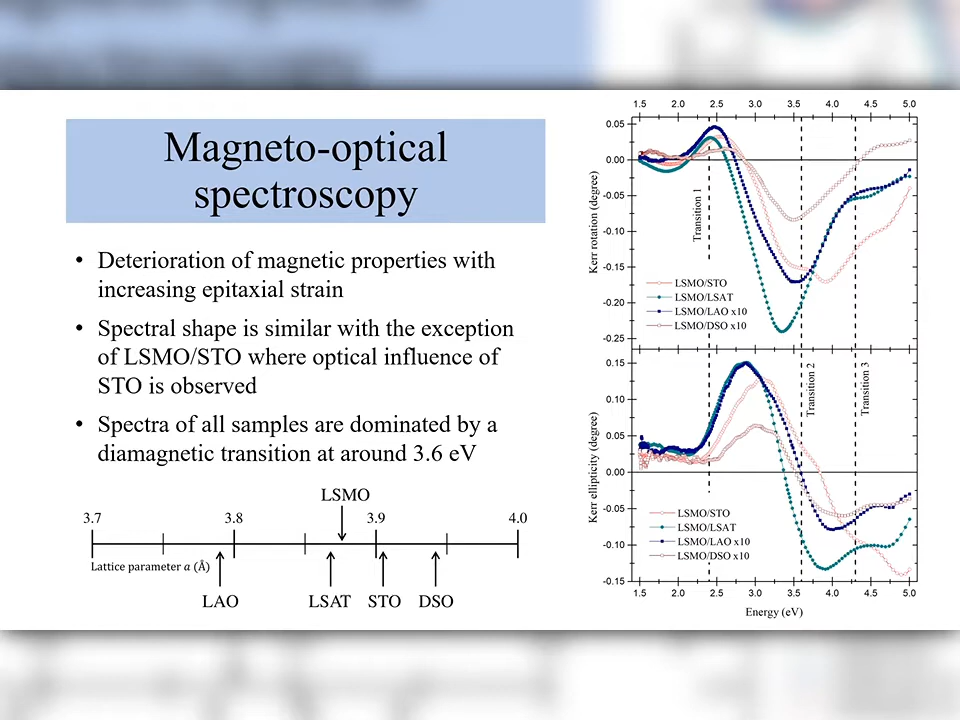 Magneto-optical
spectroscopy
• Deterioration of magnetic properties with
increasing epitaxial strain
• Spectral shape is similar with the exception
of LSMO/STO where optical influence of
STO is observed
• Spectra of all samples are dominated by a
diamagnetic transition at around 3.6 eV
LSMO
3.7 3.8 3.9 4.0
Lattice parameter a (Å)
LAO LSAT STO DSO
1.5 2.0 2.5 3.0 3.5 4.0 4.5 5.0
0.05
0.00
-0.05
-0.10
-0.15
-0.20
-0.25
Kerr rotation (degree)
Transition 1
LSMO/STO
LSMO/LSAT
LSMO/LAO x10
LSMO/DSO x10
0.15
0.10
0.05
0.00
-0.05
-0.10
-0.15
Kerr ellipticity (degree)
Transition 2
Transition 3
LSMO/STO
LSMO/LSAT
LSMO/LAO x10
LSMO/DSO x10
1.5 2.0 2.5 3.0 3.5 4.0 4.5 5.0
Energy (eV)